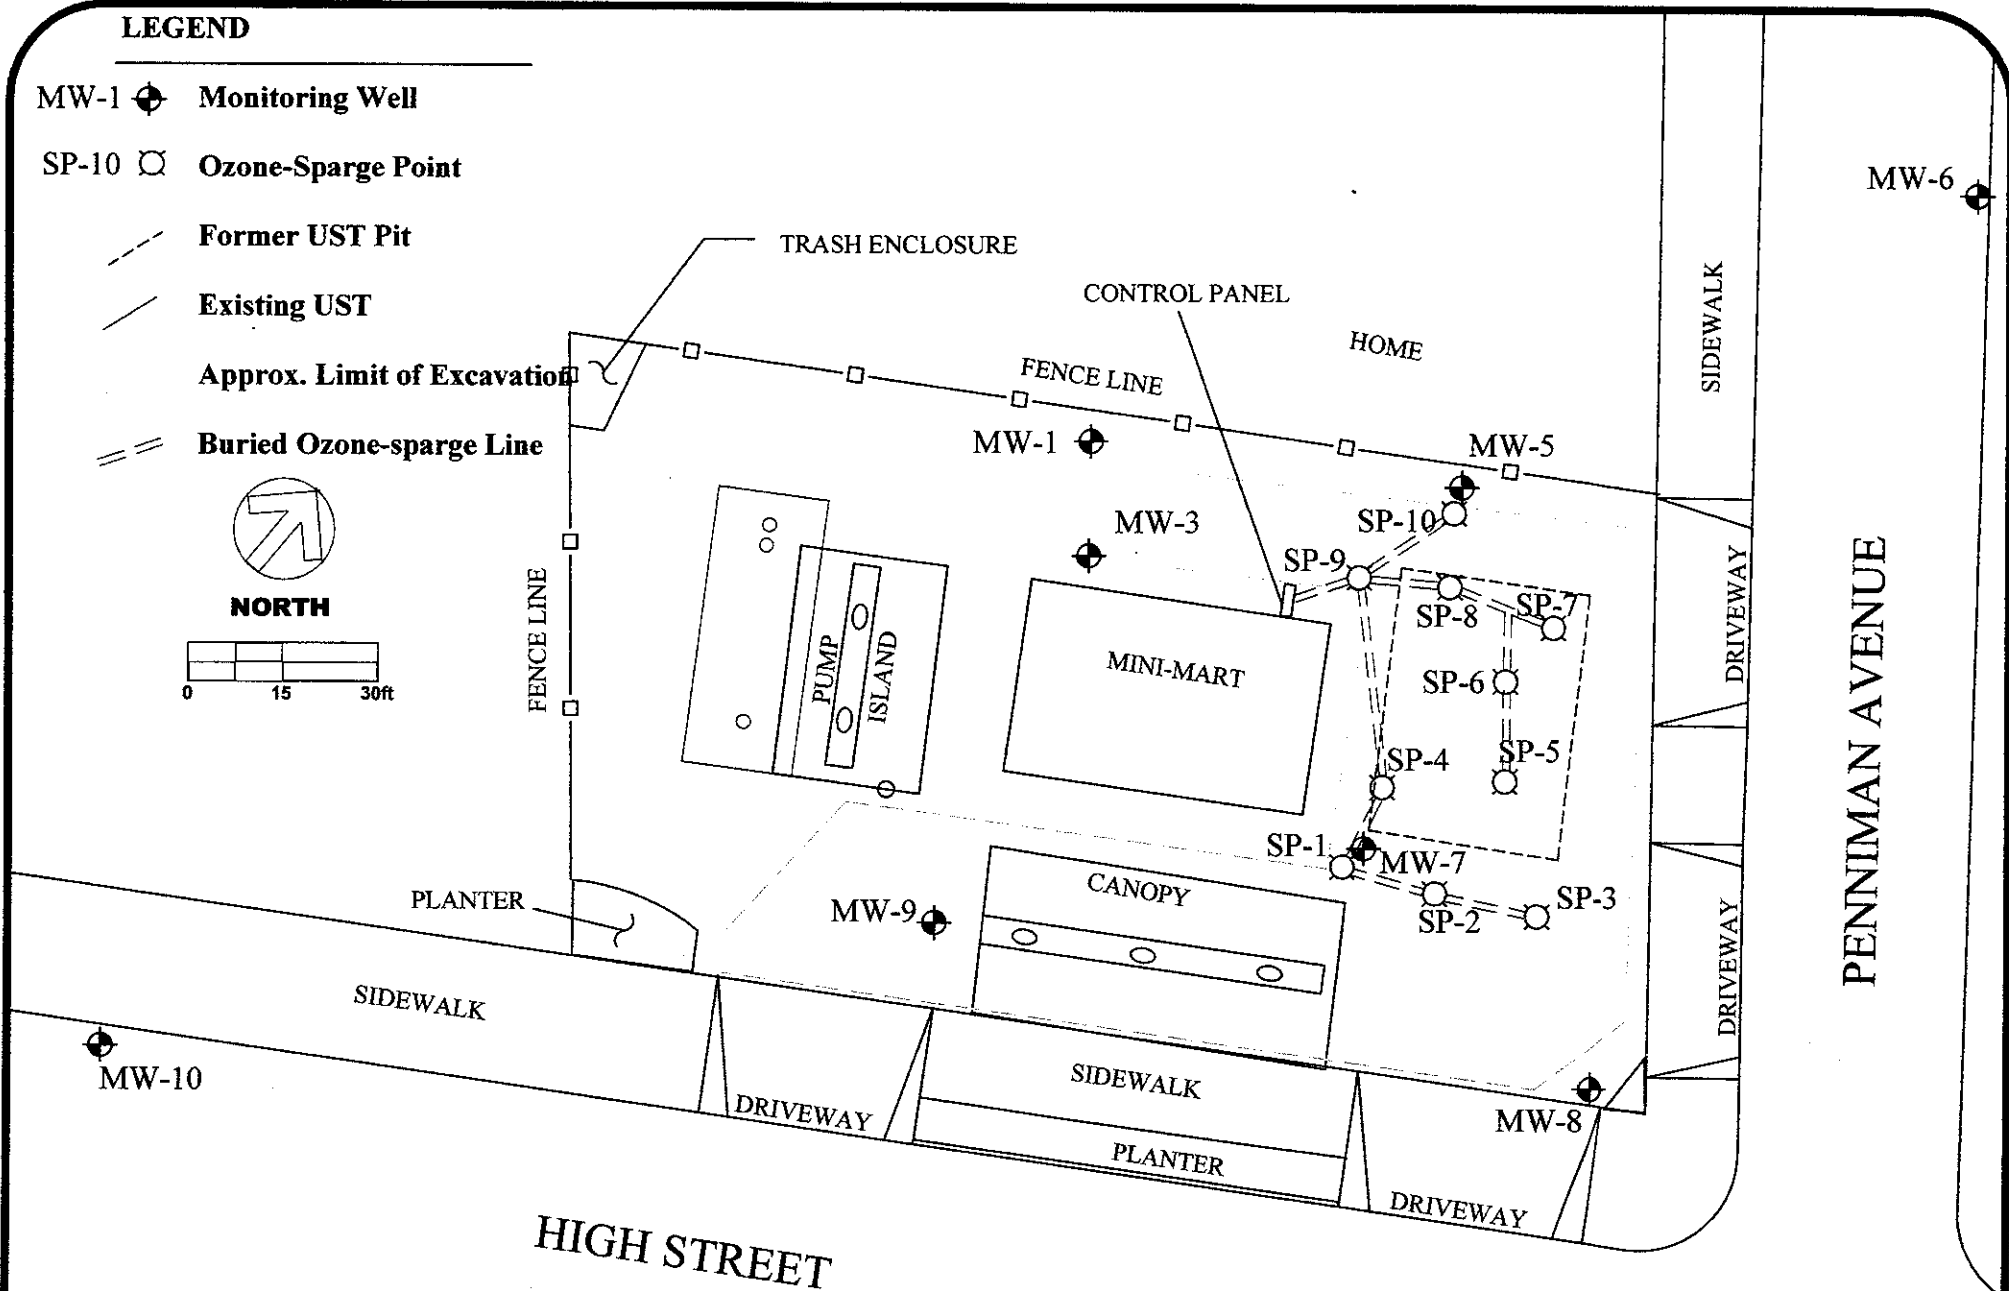 LEGEND
MW-1 Monitoring Well
SP-10 Ozone-Sparge Point
Former UST Pit
Existing UST
Approx. Limit of Excavation
Buried Ozone-sparge Line
NORTH
0 15 30ft
TRASH ENCLOSURE
CONTROL PANEL
HOME
FENCE LINE
MW-6
SIDEWALK
MW-1
MW-5
MW-3
SP-10
SP-9
SP-8
SP-7
SP-6
SP-5
SP-4
FENCE LINE
PUMP
ISLAND
MINI-MART
DRIVEWAY
PENNIMAN AVENUE
SP-1
MW-7
SP-2
SP-3
CANOPY
MW-9
PLANTER
DRIVEWAY
SIDEWALK
MW-10
SIDEWALK
DRIVEWAY
PLANTER
MW-8
DRIVEWAY
HIGH STREET